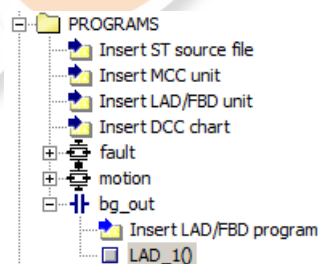 PROGRAMS
Insert ST source file
Insert MCC unit
Insert LAD/FBD unit
Insert DCC chart
fault
motion
bg_out
Insert LAD/FBD program
LAD_1()